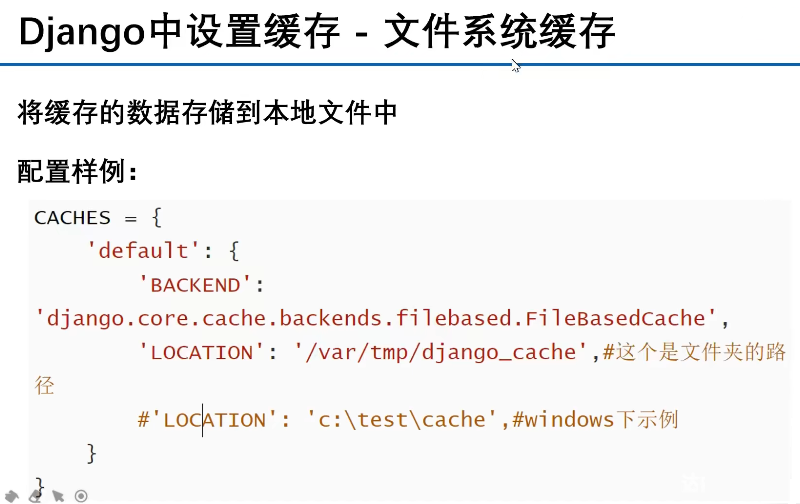 Django中设置缓存 - 文件系统缓存
将缓存的数据存储到本地文件中
配置样例：
CACHES = {
    'default': {
        'BACKEND':
'django.core.cache.backends.filebased.FileBasedCache',
        'LOCATION': '/var/tmp/django_cache',#这个是文件夹的路
径
        #'LOCATION': 'c:\test\cache',#windows下示例
    }
}